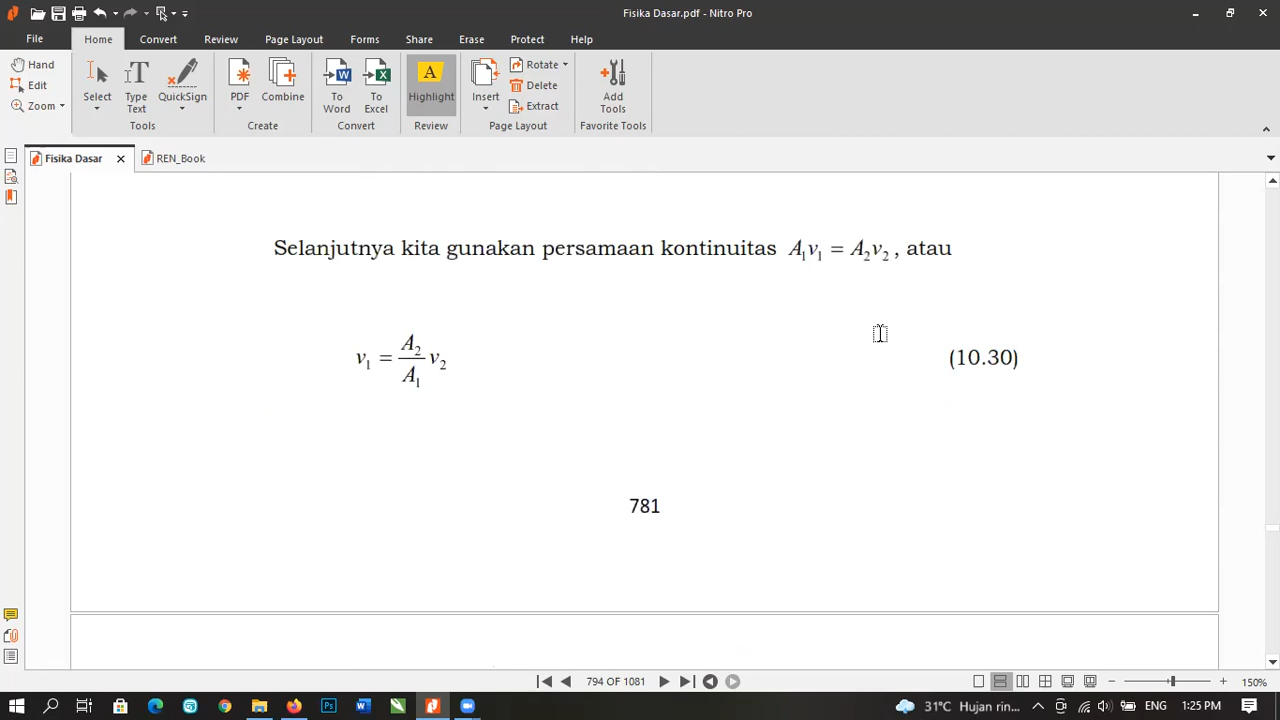 Fisika Dasar.pdf - Nitro Pro
File Home Convert Review Page Layout Forms Share Erase Protect Help
Hand
Edit
Zoom
Select
Type Text
QuickSign
Tools
PDF
Combine
Create
To Word
To Excel
Convert
A
Highlight
Review
Insert
Rotate
Delete
Extract
Page Layout
Add Tools
Favorite Tools
Fisika Dasar REN_Book
Selanjutnya kita gunakan persamaan kontinuitas A₁v₁ = A₂v₂ , atau
v₁ = A₂/A₁ v₂ (10.30)
781
794 OF 1081 150%
31°C Hujan rin... ENG 1:25 PM